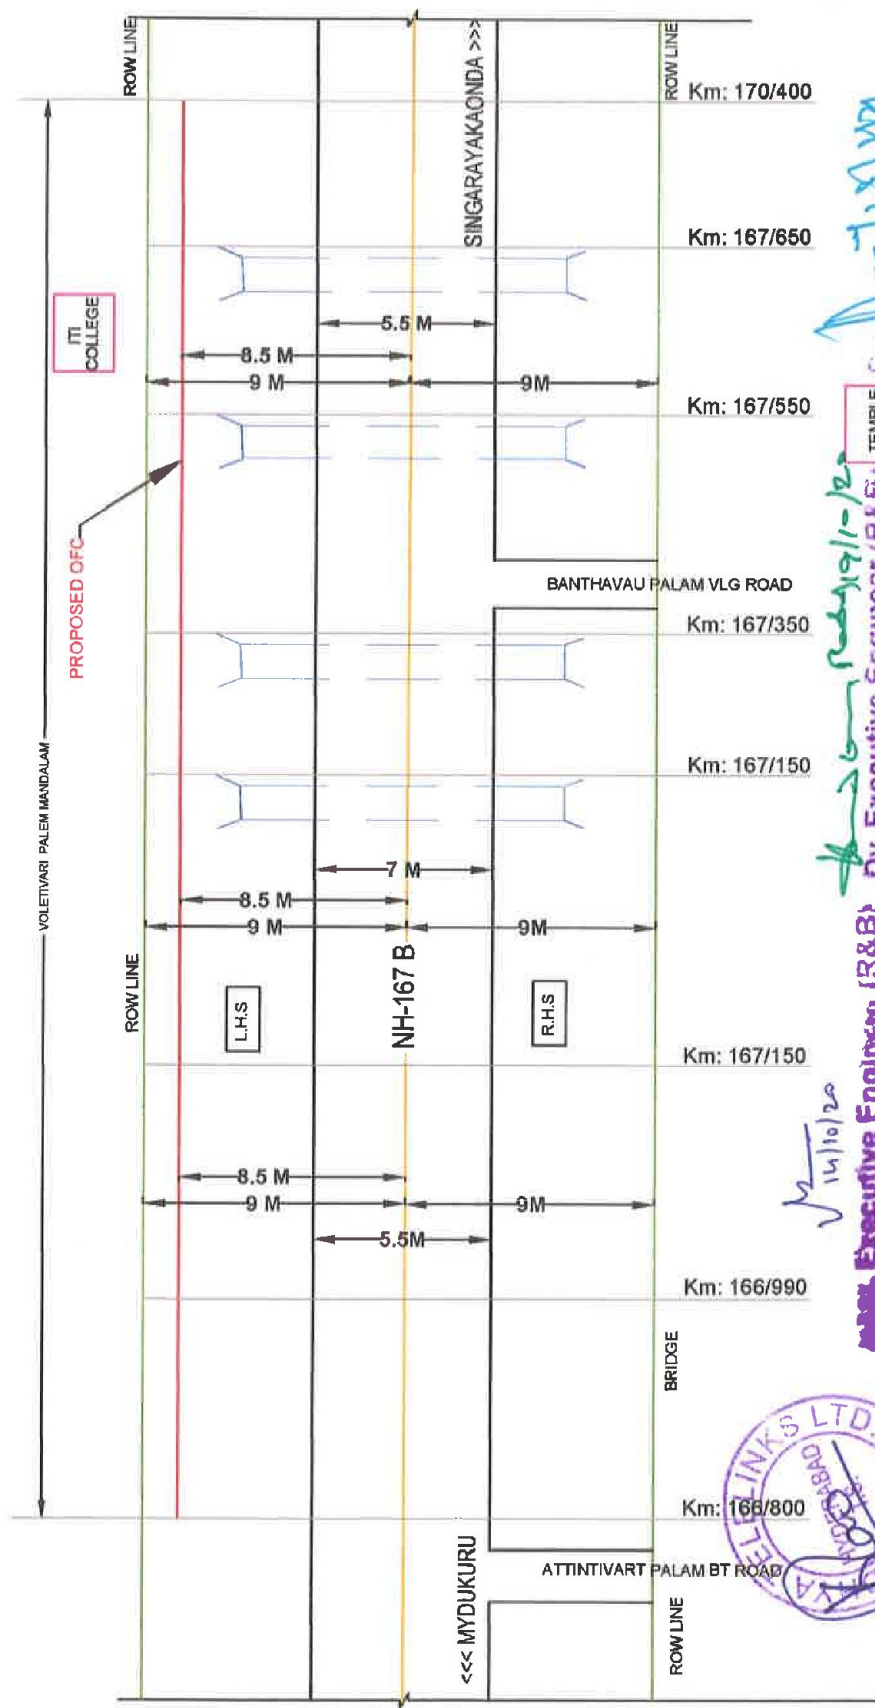 ROW LINE
SINGARAYAKAONDA >>>
ROW LINE
Km: 170/400
Km: 167/650
ITI
COLLEGE
5.5 M
8.5 M
9 M
9M
Km: 167/550
TEMPLE
PROPOSED OFC
BANTHAVAU PALAM VLG ROAD
Km: 167/350
VOLETIVARI PALEM MANDALAM
Km: 167/150
7 M
8.5 M
9 M
9M
ROW LINE
L.H.S
NH-167 B
R.H.S
Km: 167/150
8.5 M
9 M
9M
5.5M
14/10/20
Km: 166/990
BRIDGE
Km: 166/800
<<< MYDUKURU
ATTINTIVART PALAM BT ROAD
ROW LINE
Executive Engineer (R&B)
Dy. Executive Engineer (R&B)
TELELINKS LTD.
HYDERABAD